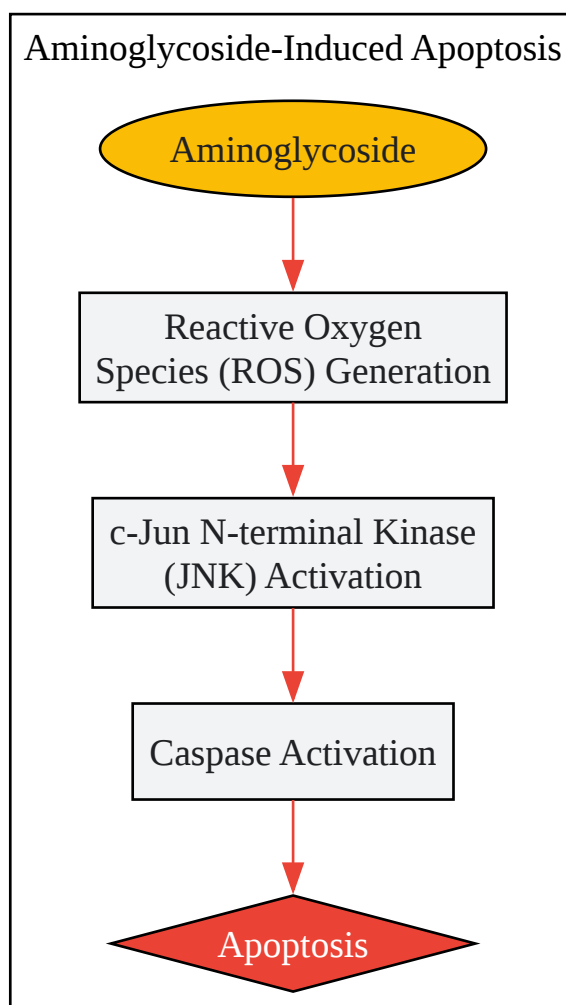 Aminoglycoside-Induced Apoptosis
Aminoglycoside
Reactive Oxygen
Species (ROS) Generation
c-Jun N-terminal Kinase
(JNK) Activation
Caspase Activation
Apoptosis